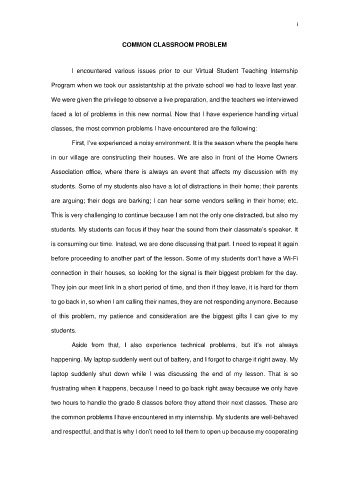 1
COMMON CLASSROOM PROBLEM
I encountered various issues prior to our Virtual Student Teaching Internship
Program when we took our assistantship at the private school we had to leave last year.
We were given the privilege to observe a live preparation, and the teachers we interviewed
faced a lot of problems in this new normal. Now that I have experience handling virtual
classes, the most common problems I have encountered are the following:
First, I've experienced a noisy environment. It is the season where the people here
in our village are constructing their houses. We are also in front of the Home Owners
Association office, where there is always an event that affects my discussion with my
students. Some of my students also have a lot of distractions in their home; their parents
are arguing; their dogs are barking; I can hear some vendors selling in their home; etc.
This is very challenging to continue because I am not the only one distracted, but also my
students. My students can focus if they hear the sound from their classmate's speaker. It
is consuming our time. Instead, we are done discussing that part. I need to repeat it again
before proceeding to another part of the lesson. Some of my students don't have a Wi-Fi
connection in their houses, so looking for the signal is their biggest problem for the day.
They join our meet link in a short period of time, and then if they leave, it is hard for them
to go back in, so when I am calling their names, they are not responding anymore. Because
of this problem, my patience and consideration are the biggest gifts I can give to my
students.
Aside from that, I also experience technical problems, but it's not always
happening. My laptop suddenly went out of battery, and I forgot to charge it right away. My
laptop suddenly shut down while I was discussing the end of my lesson. That is so
frustrating when it happens, because I need to go back right away because we only have
two hours to handle the grade 8 classes before they attend their next classes. These are
the common problems I have encountered in my internship. My students are well-behaved
and respectful, and that is why I don't need to tell them to open up because my cooperating